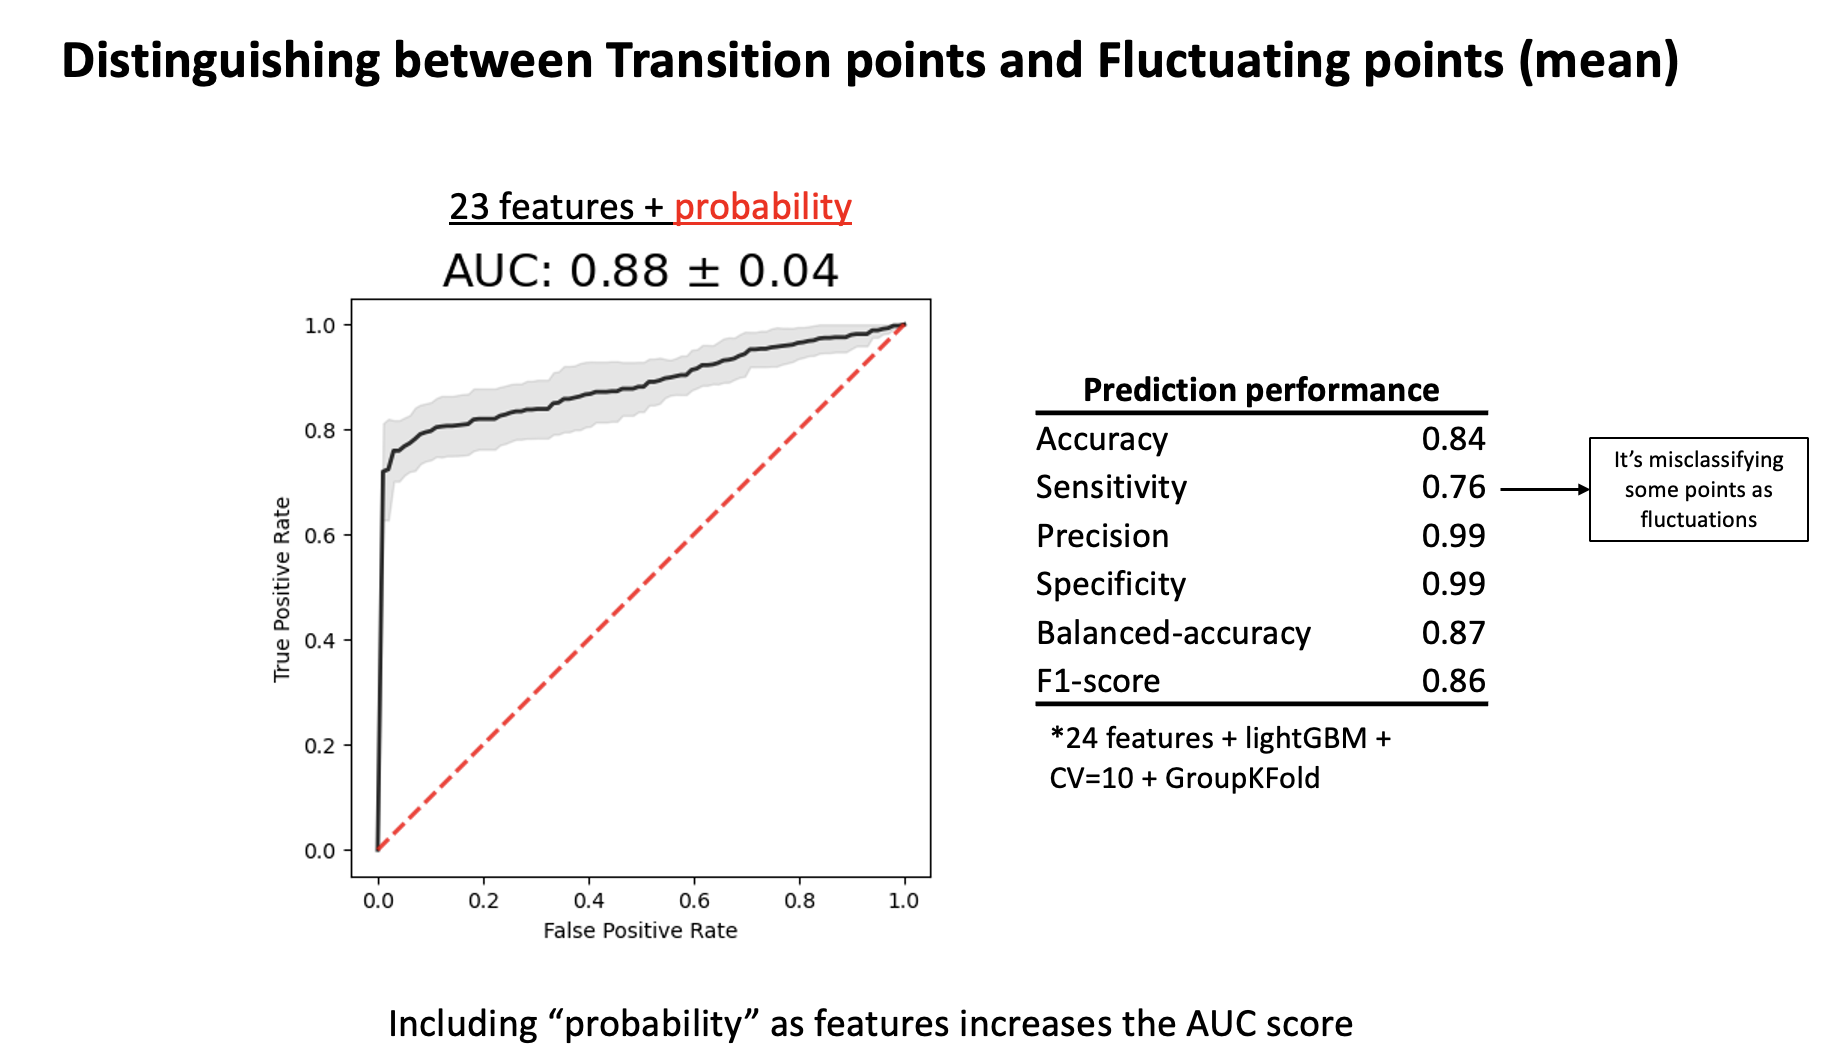 Distinguishing between Transition points and Fluctuating points (mean)
23 features + probability
AUC: 0.88 ± 0.04
1.0
0.8
0.6
0.4
0.2
0.0
True Positive Rate
0.0 0.2 0.4 0.6 0.8 1.0
False Positive Rate
Prediction performance
Accuracy 0.84
Sensitivity 0.76
Precision 0.99
Specificity 0.99
Balanced-accuracy 0.87
F1-score 0.86
*24 features + lightGBM +
CV=10 + GroupKFold
It’s misclassifying
some points as
fluctuations
Including “probability” as features increases the AUC score